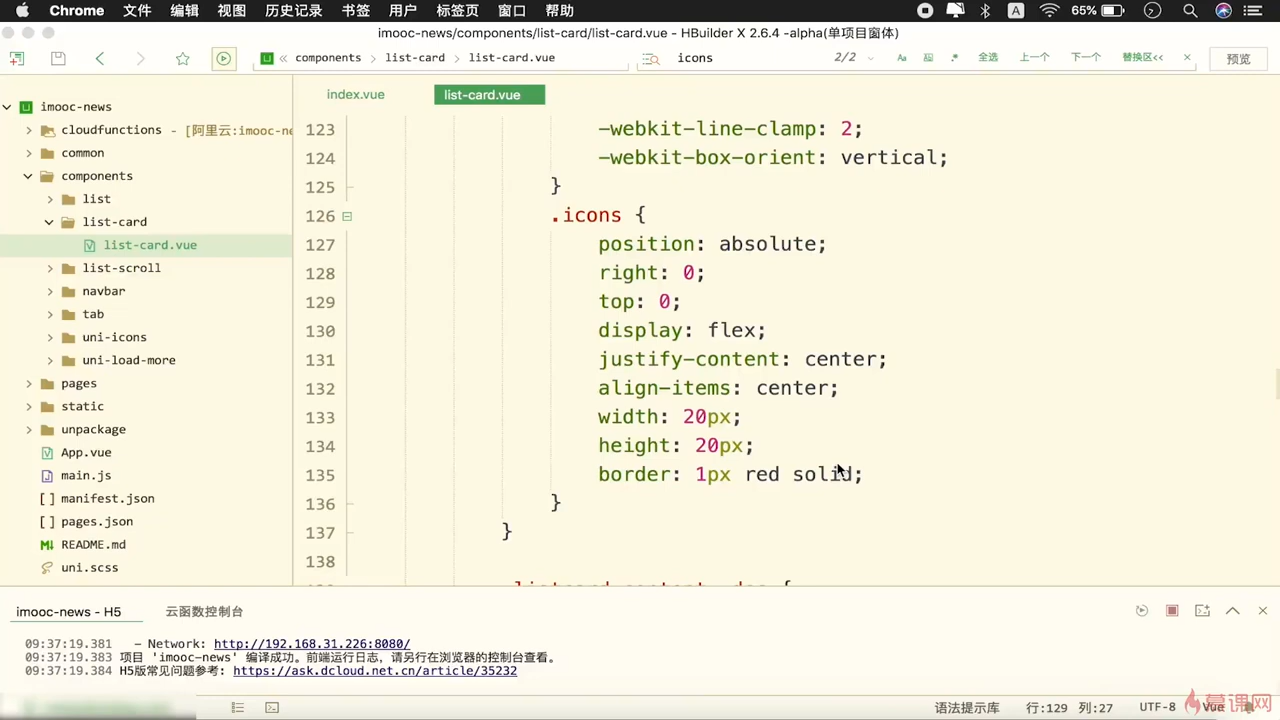 Chrome 文件 编辑 视图 历史记录 书签 用户 标签页 窗口 帮助 A 65%
imooc-news/components/list-card/list-card.vue - HBuilder X 2.6.4 -alpha(单项目窗体)
components list-card list-card.vue icons 2/2 Aa 全选 上一个 下一个 替换区<< 预览
imooc-news
cloudfunctions - [阿里云:imooc-ne
common
components
list
list-card
list-card.vue
list-scroll
navbar
tab
uni-icons
uni-load-more
pages
static
unpackage
App.vue
main.js
manifest.json
pages.json
README.md
uni.scss
index.vue list-card.vue
123 -webkit-line-clamp: 2;
124 -webkit-box-orient: vertical;
125 }
126 .icons {
127 position: absolute;
128 right: 0;
129 top: 0;
130 display: flex;
131 justify-content: center;
132 align-items: center;
133 width: 20px;
134 height: 20px;
135 border: 1px red solid;
136 }
137 }
138
imooc-news - H5 云函数控制台
09:37:19.381 - Network: http://192.168.31.226:8080/
09:37:19.383 项目 'imooc-news' 编译成功。前端运行日志，请另行在浏览器的控制台查看。
09:37:19.384 H5版常见问题参考: https://ask.dcloud.net.cn/article/35232
语法提示库 行:129 列:27 UTF-8 Vue
慕课网